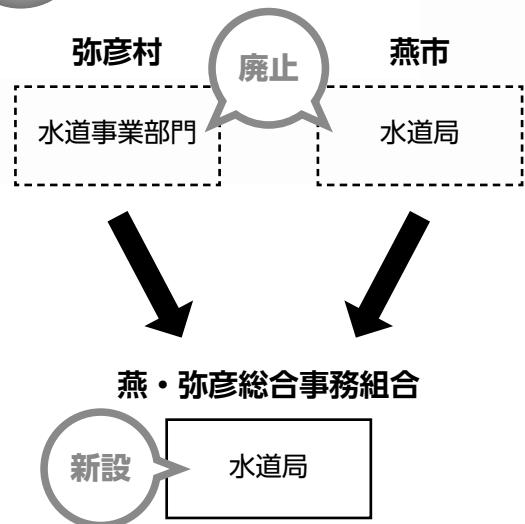 弥彦村
廃止
燕市
水道事業部門
水道局
燕・弥彦総合事務組合
新設
水道局